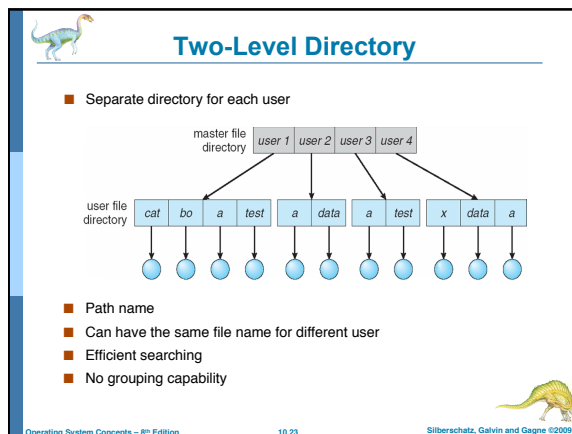 Two-Level Directory
Separate directory for each user
master file
directory
user 1 user 2 user 3 user 4
user file
directory
cat bo a test a data a test x data a
Path name
Can have the same file name for different user
Efficient searching
No grouping capability
Operating System Concepts – 8th Edition 10.23 Silberschatz, Galvin and Gagne ©2009